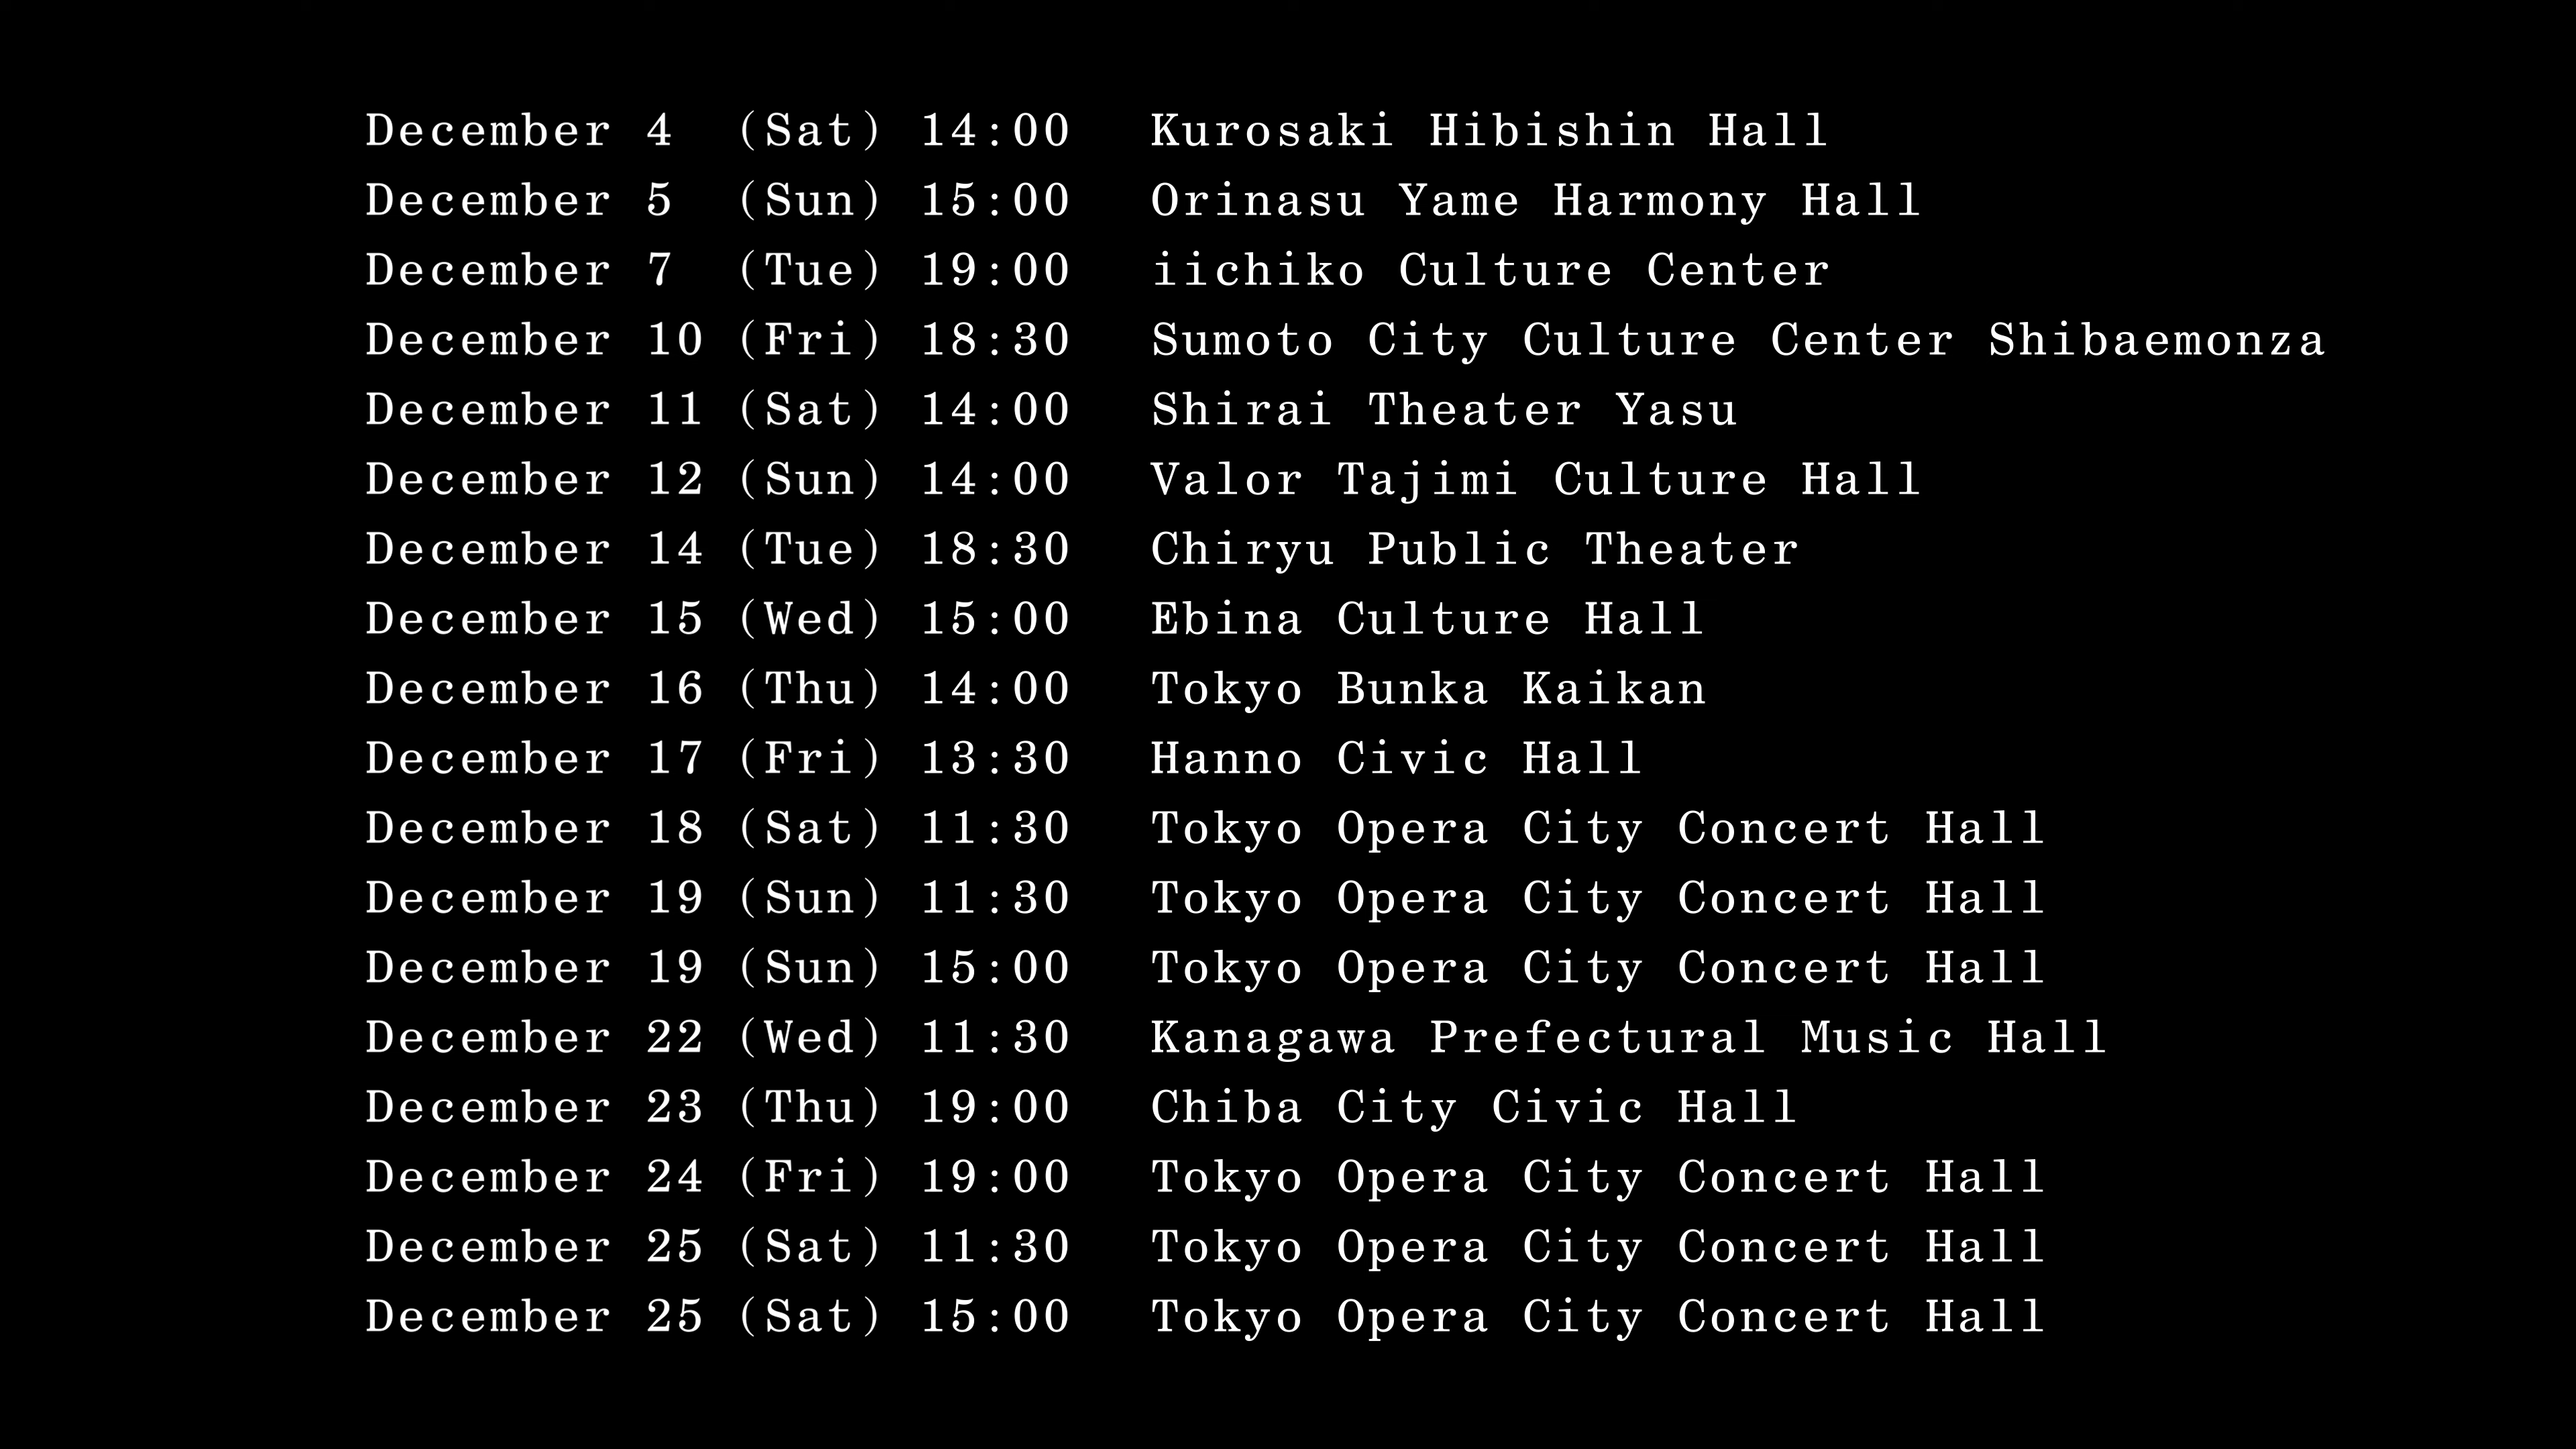 December 4 (Sat) 14:00 Kurosaki Hibishin Hall
December 5 (Sun) 15:00 Orinasu Yame Harmony Hall
December 7 (Tue) 19:00 iichiko Culture Center
December 10 (Fri) 18:30 Sumoto City Culture Center Shibaemonza
December 11 (Sat) 14:00 Shirai Theater Yasu
December 12 (Sun) 14:00 Valor Tajimi Culture Hall
December 14 (Tue) 18:30 Chiryu Public Theater
December 15 (Wed) 15:00 Ebina Culture Hall
December 16 (Thu) 14:00 Tokyo Bunka Kaikan
December 17 (Fri) 13:30 Hanno Civic Hall
December 18 (Sat) 11:30 Tokyo Opera City Concert Hall
December 19 (Sun) 11:30 Tokyo Opera City Concert Hall
December 19 (Sun) 15:00 Tokyo Opera City Concert Hall
December 22 (Wed) 11:30 Kanagawa Prefectural Music Hall
December 23 (Thu) 19:00 Chiba City Civic Hall
December 24 (Fri) 19:00 Tokyo Opera City Concert Hall
December 25 (Sat) 11:30 Tokyo Opera City Concert Hall
December 25 (Sat) 15:00 Tokyo Opera City Concert Hall